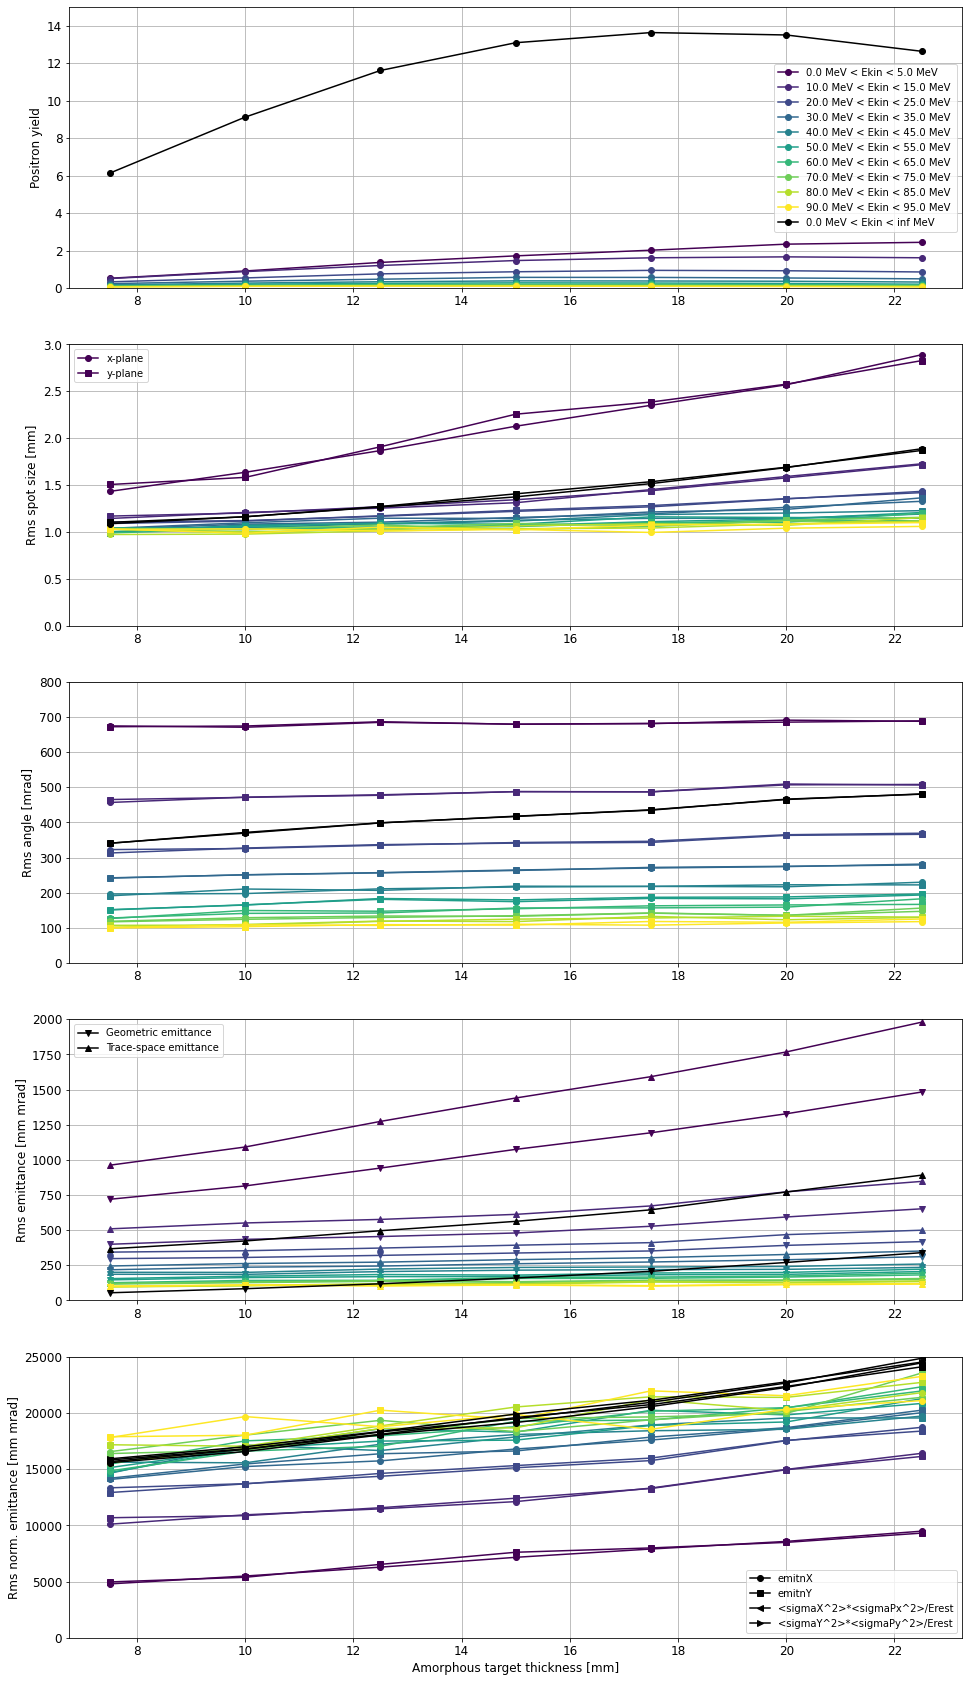 14
12
10
8
6
4
2
0
Positron yield
0.0 MeV < Ekin < 5.0 MeV
10.0 MeV < Ekin < 15.0 MeV
20.0 MeV < Ekin < 25.0 MeV
30.0 MeV < Ekin < 35.0 MeV
40.0 MeV < Ekin < 45.0 MeV
50.0 MeV < Ekin < 55.0 MeV
60.0 MeV < Ekin < 65.0 MeV
70.0 MeV < Ekin < 75.0 MeV
80.0 MeV < Ekin < 85.0 MeV
90.0 MeV < Ekin < 95.0 MeV
0.0 MeV < Ekin < inf MeV
8 10 12 14 16 18 20 22
3.0
2.5
2.0
1.5
1.0
0.5
0.0
Rms spot size [mm]
x-plane
y-plane
8 10 12 14 16 18 20 22
800
700
600
500
400
300
200
100
0
Rms angle [mrad]
8 10 12 14 16 18 20 22
2000
1750
1500
1250
1000
750
500
250
0
Rms emittance [mm mrad]
Geometric emittance
Trace-space emittance
8 10 12 14 16 18 20 22
25000
20000
15000
10000
5000
0
Rms norm. emittance [mm mrad]
emitnX
emitnY
<sigmaX^2>*<sigmaPx^2>/Erest
<sigmaY^2>*<sigmaPy^2>/Erest
8 10 12 14 16 18 20 22
Amorphous target thickness [mm]